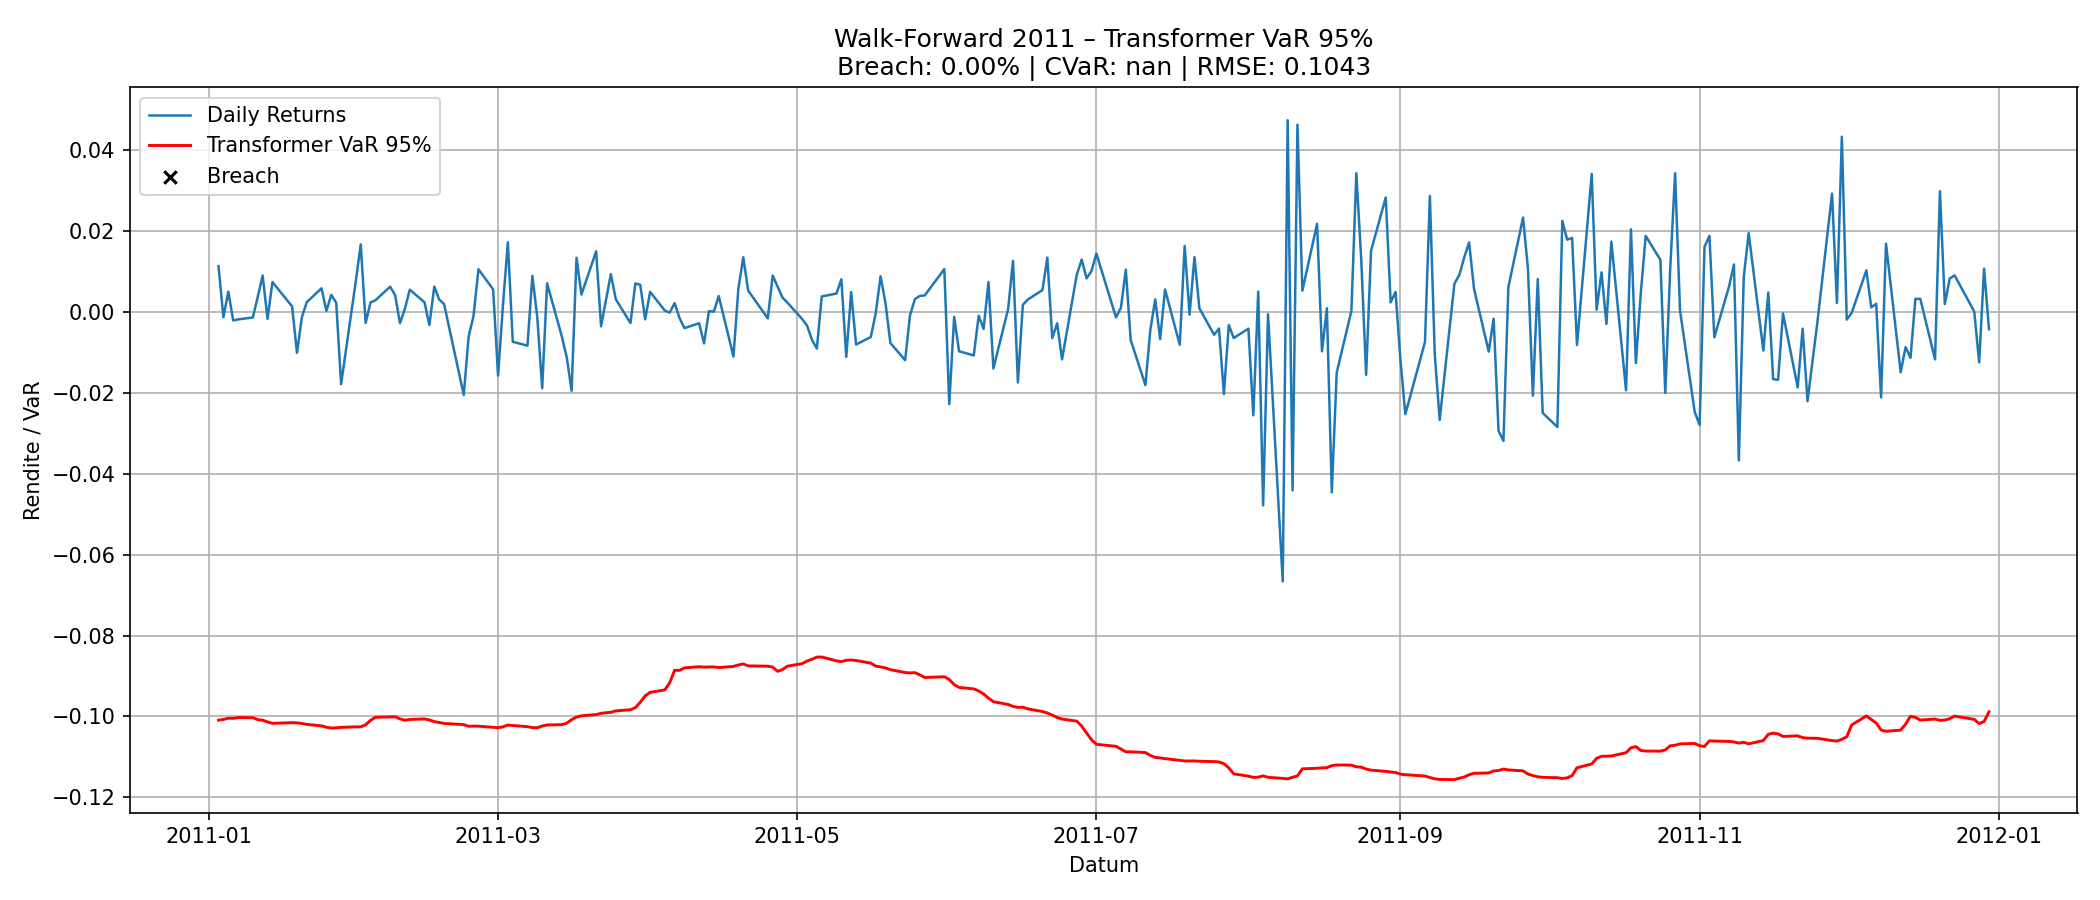 Walk-Forward 2011 – Transformer VaR 95%
Breach: 0.00% | CVaR: nan | RMSE: 0.1043
Daily Returns
Transformer VaR 95%
Breach
Rendite / VaR
0.04
0.02
0.00
−0.02
−0.04
−0.06
−0.08
−0.10
−0.12
2011-01
2011-03
2011-05
2011-07
2011-09
2011-11
2012-01
Datum